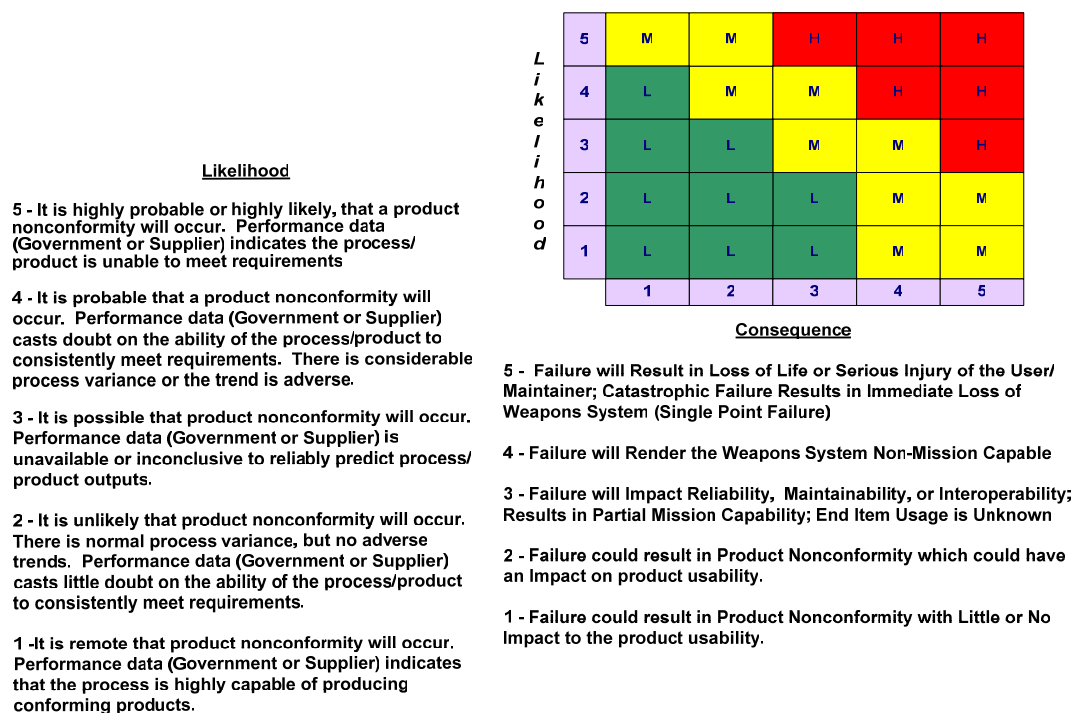 Likelihood
5 - It is highly probable or highly likely, that a product
nonconformity will occur.  Performance data
(Government or Supplier) indicates the process/
product is unable to meet requirements
4 - It is probable that a product nonconformity will
occur.  Performance data (Government or Supplier)
casts doubt on the ability of the process/product to
consistently meet requirements.  There is considerable
process variance or the trend is adverse.
3 - It is possible that product nonconformity will occur.
Performance data (Government or Supplier) is
unavailable or inconclusive to reliably predict process/
product outputs.
2 - It is unlikely that product nonconformity will occur.
There is normal process variance, but no adverse
trends.  Performance data (Government or Supplier)
casts little doubt on the ability of the process/product
to consistently meet requirements.
1 -It is remote that product nonconformity will occur.
Performance data (Government or Supplier) indicates
that the process is highly capable of producing
conforming products.
Likelihood
5 M M H H H
4 L M M H H
3 L L M M H
2 L L L M M
1 L L L M M
1 2 3 4 5
Consequence
5 -  Failure will Result in Loss of Life or Serious Injury of the User/
Maintainer; Catastrophic Failure Results in Immediate Loss of
Weapons System (Single Point Failure)
4 - Failure will Render the Weapons System Non-Mission Capable
3 - Failure will Impact Reliability,  Maintainability, or Interoperability;
Results in Partial Mission Capability; End Item Usage is Unknown
2 - Failure could result in Product Nonconformity which could have
an Impact on product usability.
1 - Failure could result in Product Nonconformity with Little or No
Impact to the product usability.